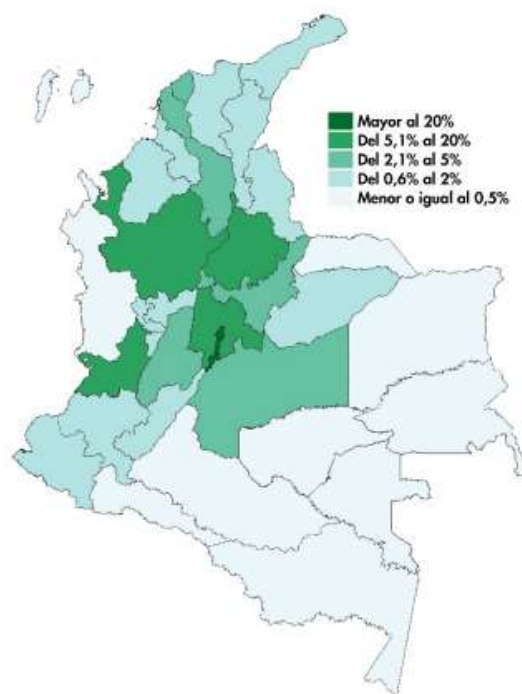 Mayor al 20%
Del 5,1% al 20%
Del 2,1% al 5%
Del 0,6% al 2%
Menor o igual al 0,5%